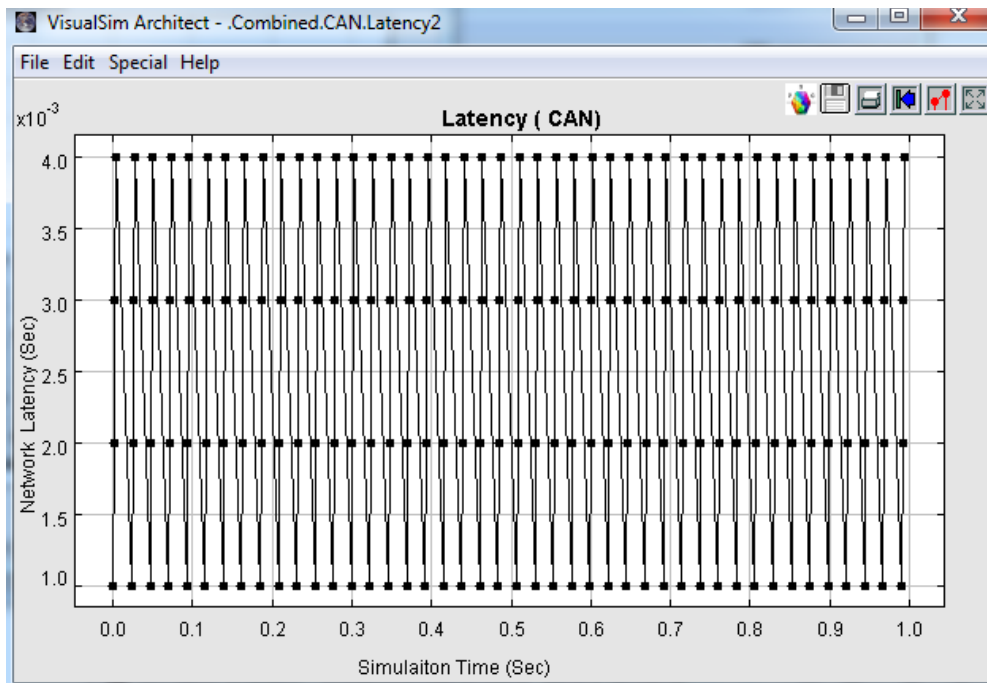 VisualSim Architect - .Combined.CAN.Latency2
File Edit Special Help
x10-3
Latency ( CAN)
4.0
3.5
3.0
2.5
2.0
1.5
1.0
Network Latency (Sec)
0.0 0.1 0.2 0.3 0.4 0.5 0.6 0.7 0.8 0.9 1.0
Simulaiton Time (Sec)